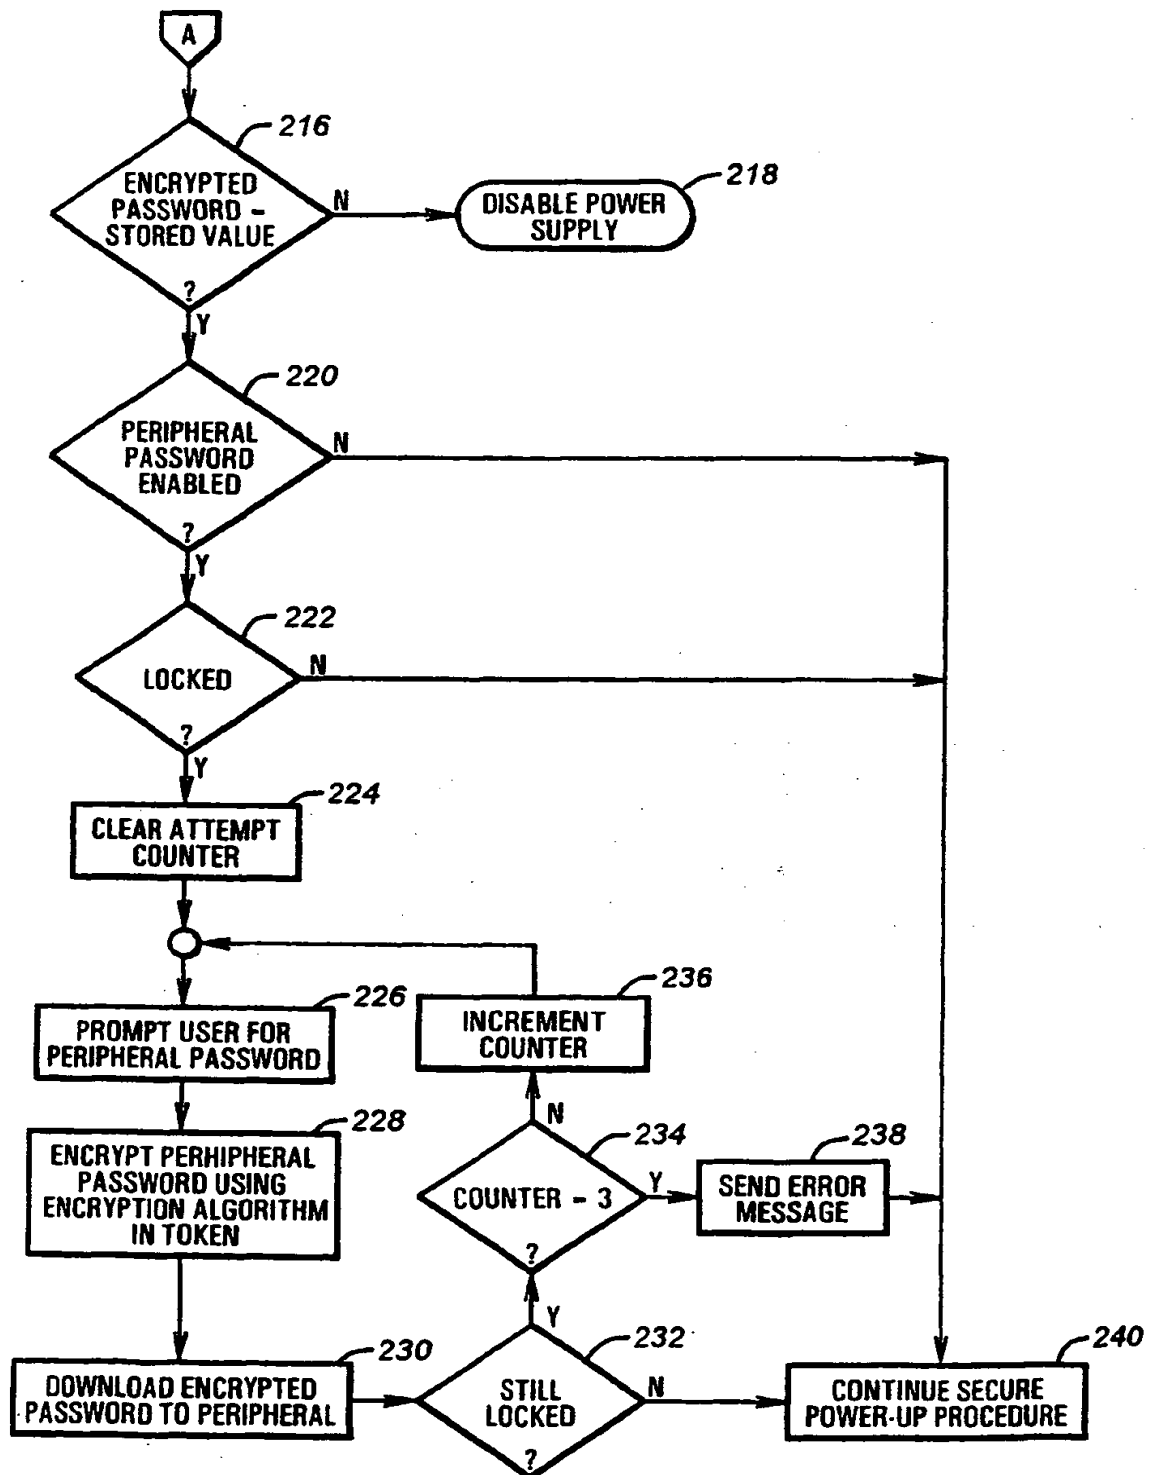 A
216
ENCRYPTED
PASSWORD -
STORED VALUE
?
N
Y
218
DISABLE POWER
SUPPLY
220
PERIPHERAL
PASSWORD
ENABLED
?
N
Y
222
LOCKED
?
N
Y
224
CLEAR ATTEMPT
COUNTER
226
PROMPT USER FOR
PERIPHERAL PASSWORD
228
ENCRYPT PERHIPHERAL
PASSWORD USING
ENCRYPTION ALGORITHM
IN TOKEN
230
DOWNLOAD ENCRYPTED
PASSWORD TO PERIPHERAL
232
STILL
LOCKED
?
Y
N
234
COUNTER - 3
?
N
Y
236
INCREMENT
COUNTER
238
SEND ERROR
MESSAGE
240
CONTINUE SECURE
POWER-UP PROCEDURE